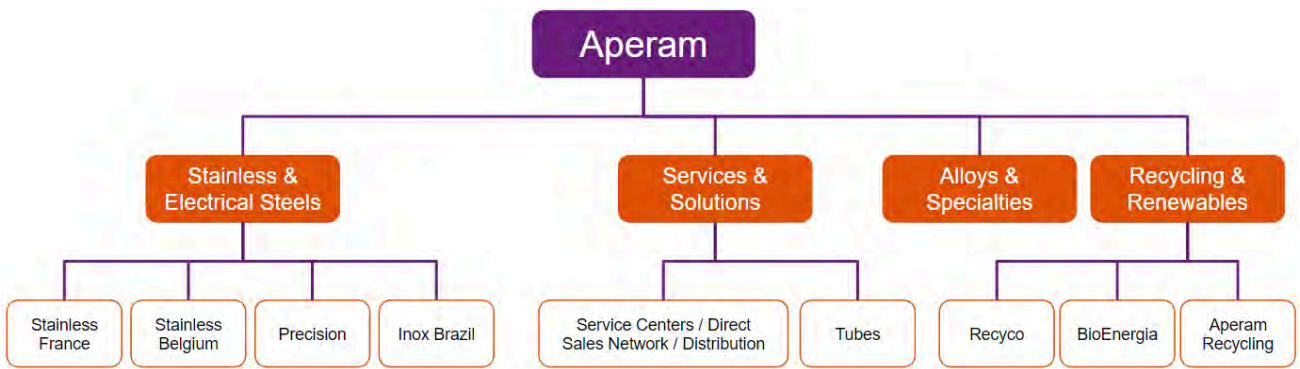 Aperam
Stainless &
Electrical Steels
Services &
Solutions
Alloys &
Specialties
Recycling &
Renewables
Stainless
France
Stainless
Belgium
Precision
Inox Brazil
Service Centers / Direct
Sales Network / Distribution
Tubes
Recyco
BioEnergia
Aperam
Recycling